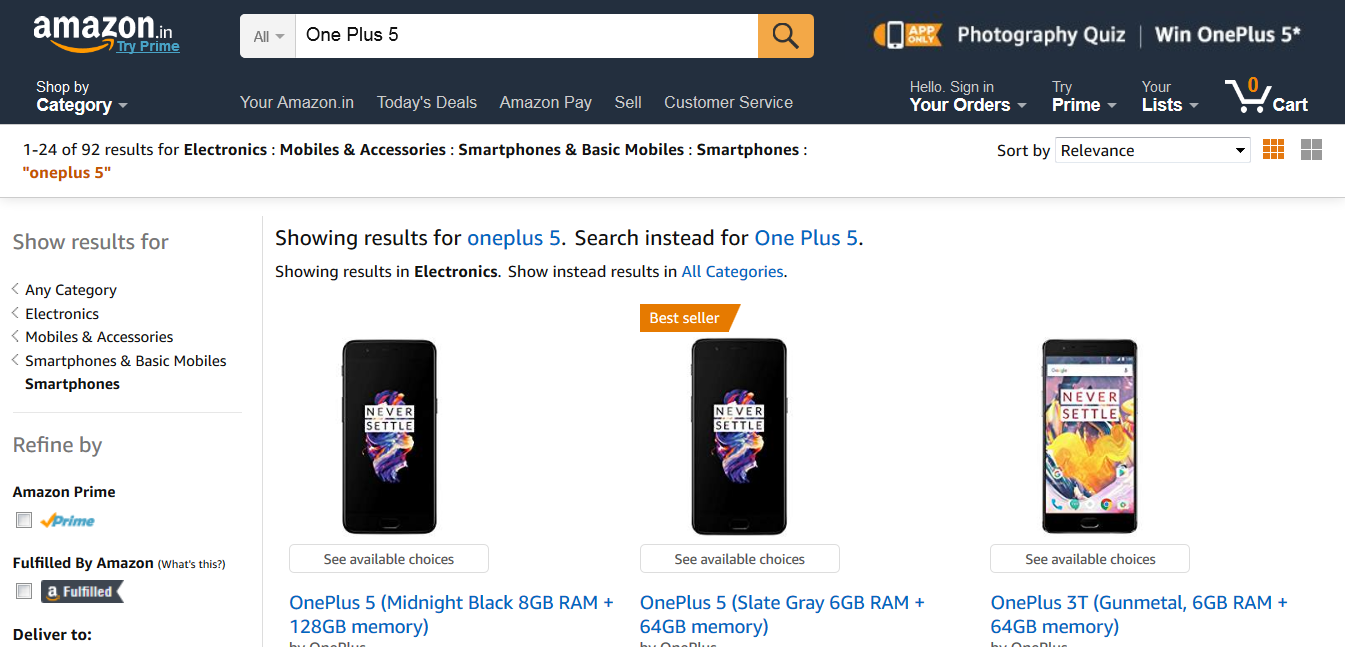 amazon.in
Try Prime
All
One Plus 5
APP ONLY
Photography Quiz | Win OnePlus 5*
Shop by
Category
Your Amazon.in
Today's Deals
Amazon Pay
Sell
Customer Service
Hello. Sign in
Your Orders
Try
Prime
Your
Lists
0
Cart
1-24 of 92 results for Electronics : Mobiles & Accessories : Smartphones & Basic Mobiles : Smartphones :
"oneplus 5"
Sort by Relevance
Show results for
Any Category
Electronics
Mobiles & Accessories
Smartphones & Basic Mobiles
Smartphones
Refine by
Amazon Prime
Prime
Fulfilled By Amazon (What's this?)
a Fulfilled
Deliver to:
Showing results for oneplus 5. Search instead for One Plus 5.
Showing results in Electronics. Show instead results in All Categories.
NEVER
SETTLE
See available choices
OnePlus 5 (Midnight Black 8GB RAM +
128GB memory)
by OnePlus
Best seller
NEVER
SETTLE
See available choices
OnePlus 5 (Slate Gray 6GB RAM +
64GB memory)
by OnePlus
Google
NEVER
SETTLE
See available choices
OnePlus 3T (Gunmetal, 6GB RAM +
64GB memory)
by OnePlus